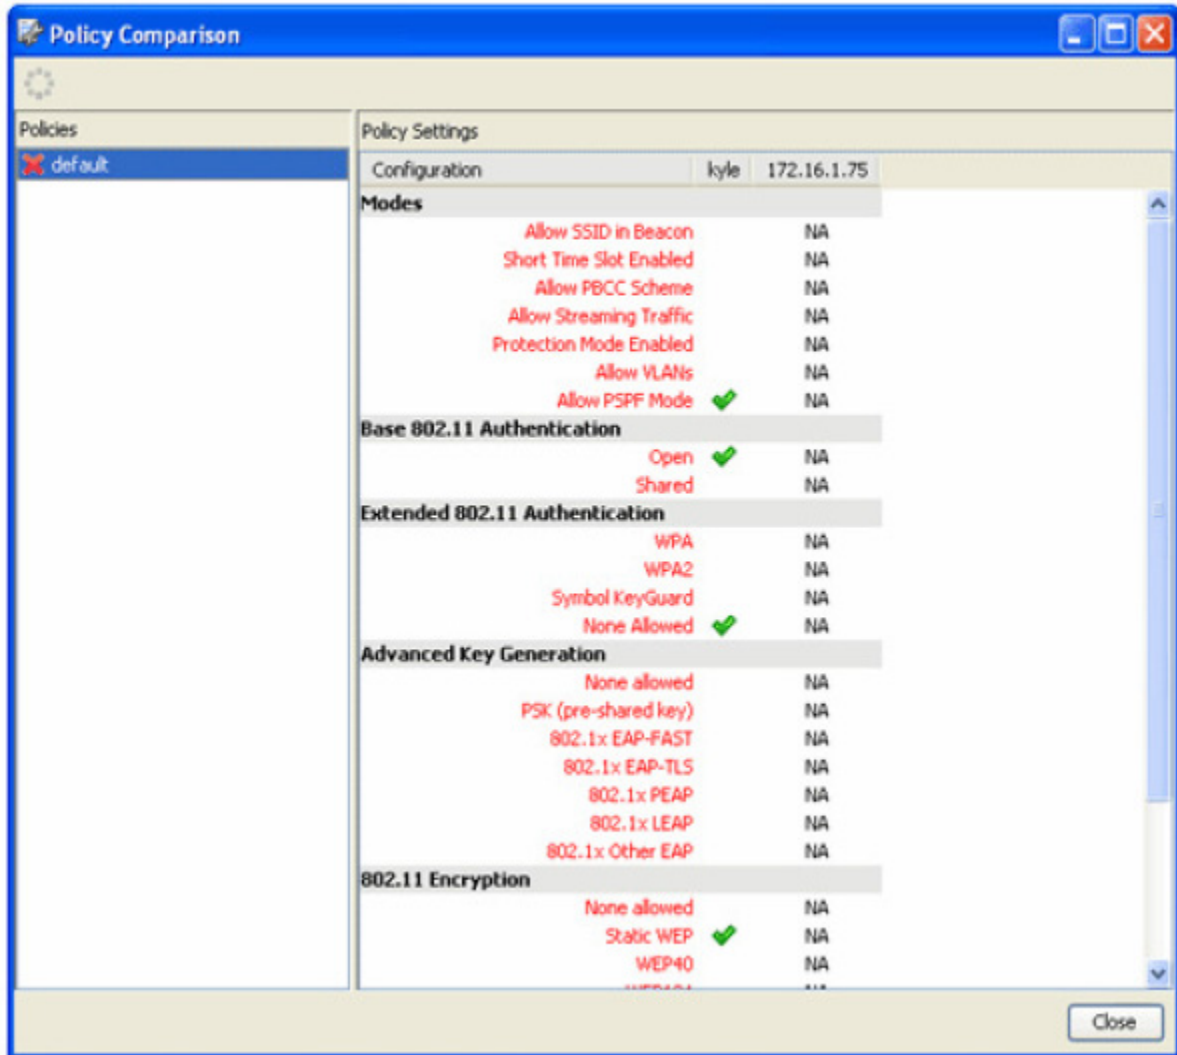 Policy Comparison
Policies
default
Policy Settings
Configuration kyle 172.16.1.75
Modes
Allow SSID in Beacon NA
Short Time Slot Enabled NA
Allow PBCC Scheme NA
Allow Streaming Traffic NA
Protection Mode Enabled NA
Allow VLANs NA
Allow PSPF Mode NA
Base 802.11 Authentication
Open NA
Shared NA
Extended 802.11 Authentication
WPA NA
WPA2 NA
Symbol KeyGuard NA
None Allowed NA
Advanced Key Generation
None allowed NA
PSK (pre-shared key) NA
802.1x EAP-FAST NA
802.1x EAP-TLS NA
802.1x PEAP NA
802.1x LEAP NA
802.1x Other EAP NA
802.11 Encryption
None allowed NA
Static WEP NA
WEP40 NA
Close